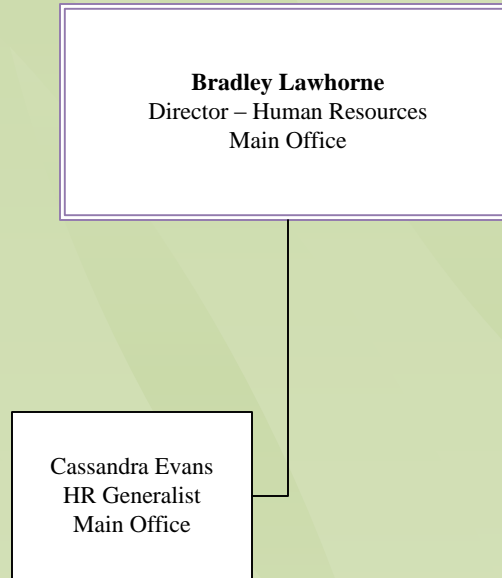 Bradley Lawhorne
Director – Human Resources
Main Office
Cassandra Evans
HR Generalist
Main Office